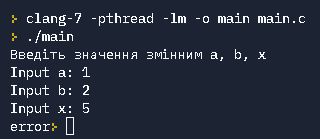 > clang-7 -pthread -lm -o main main.c
> ./main
Введіть значення змінним a, b, x
Input a: 1
Input b: 2
Input x: 5
error>